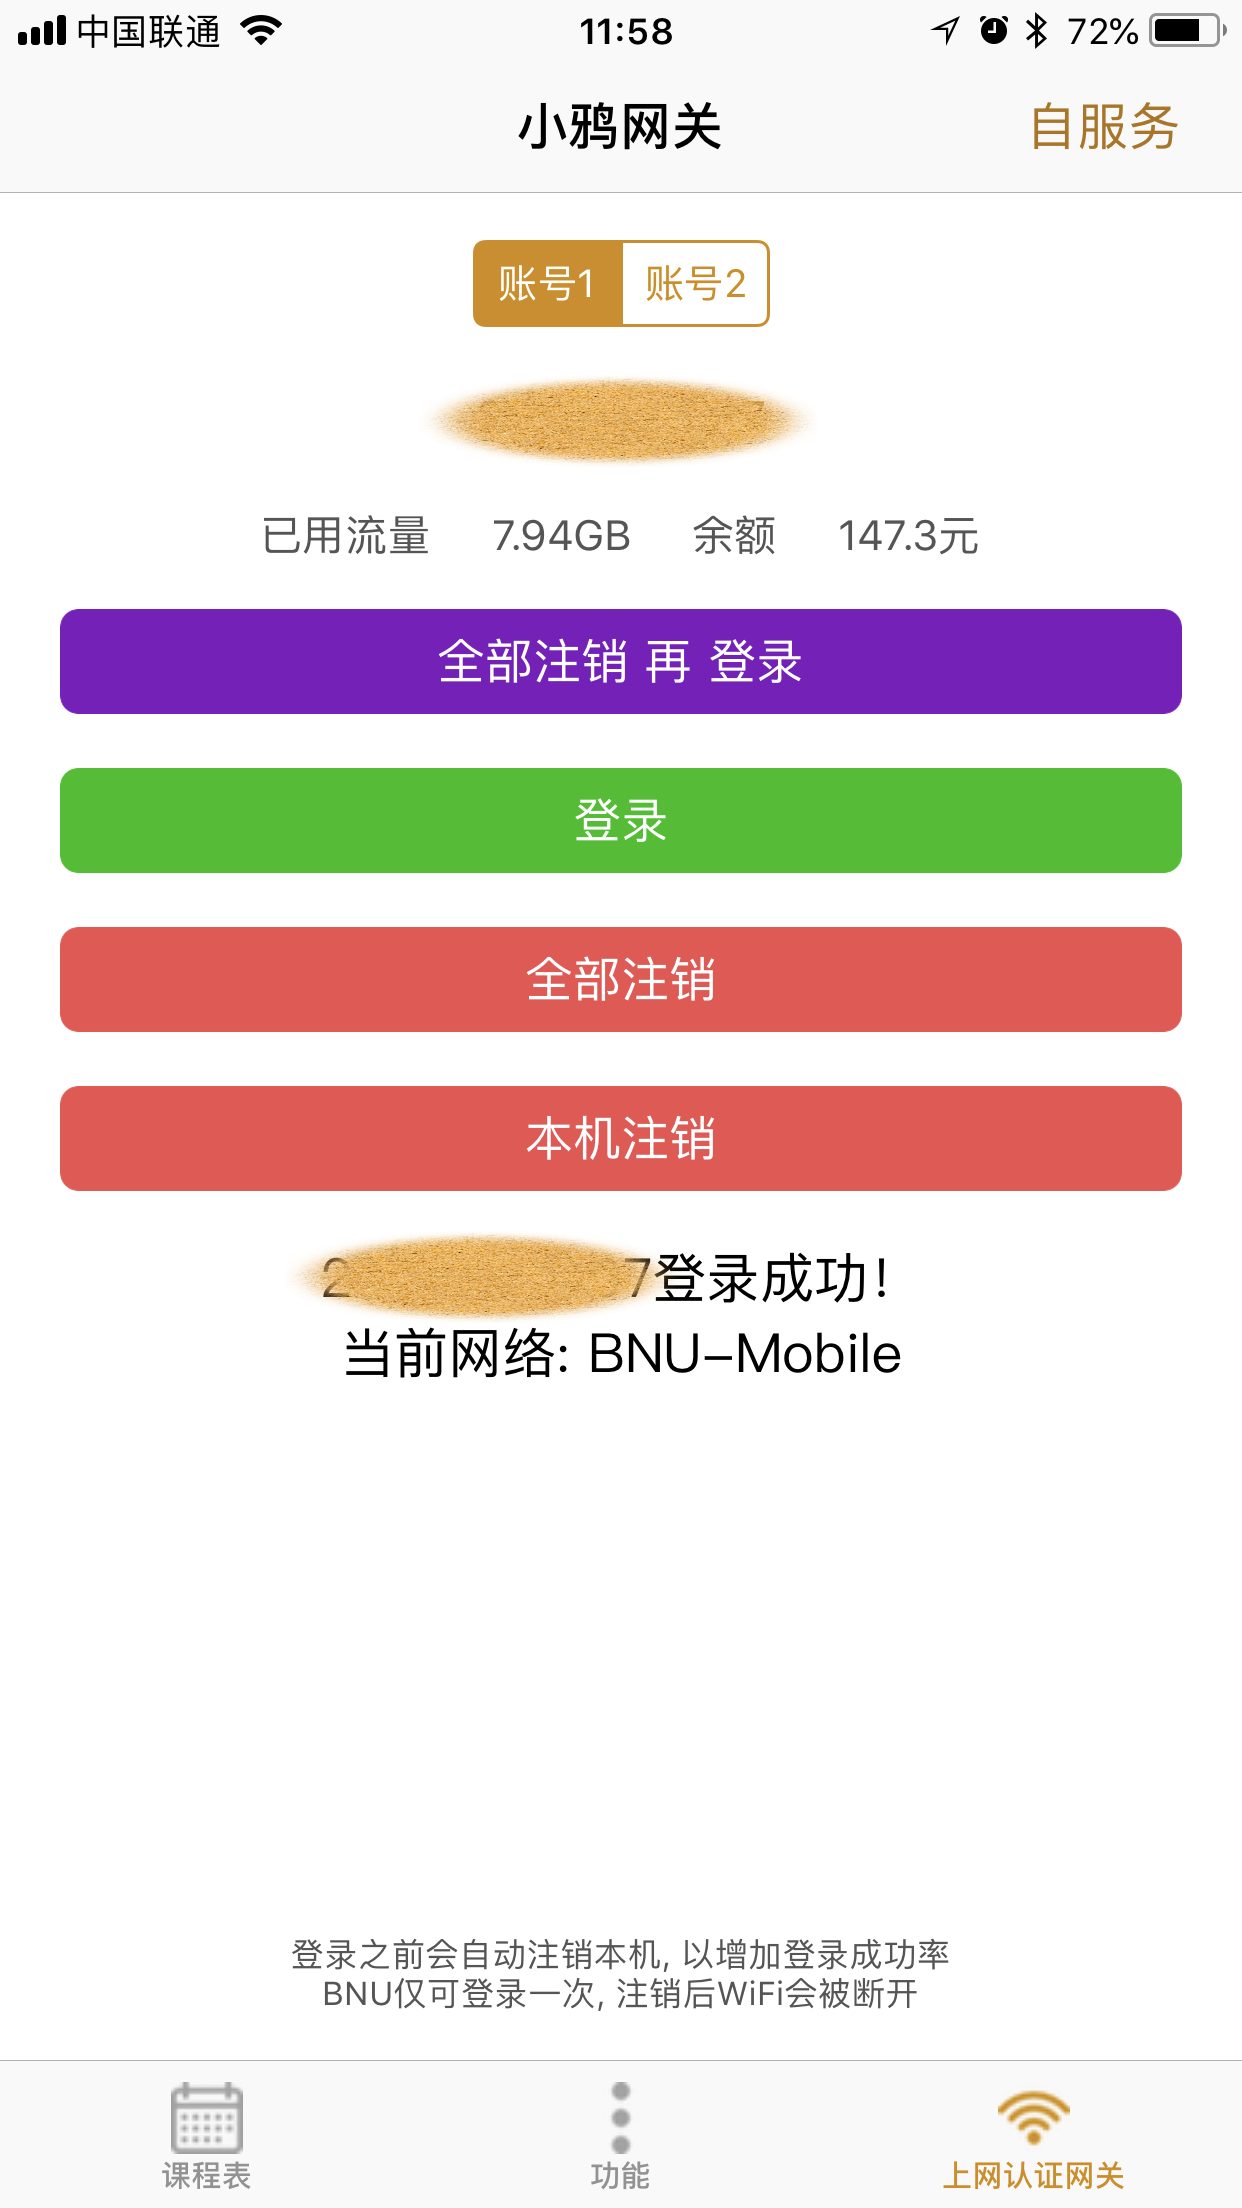 中国联通 11:58 72%
小鸦网关 自服务
账号1 账号2
已用流量 7.94GB 余额 147.3元
全部注销 再 登录
登录
全部注销
本机注销
2 7登录成功!
当前网络: BNU-Mobile
登录之前会自动注销本机, 以增加登录成功率
BNU仅可登录一次, 注销后WiFi会被断开
课程表 功能 上网认证网关